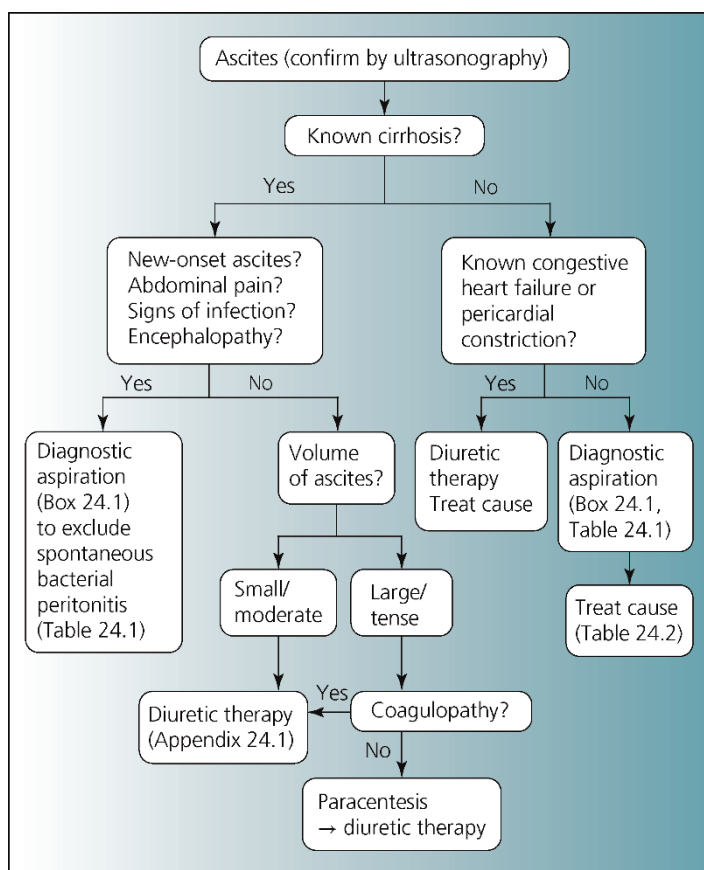 Ascites (confirm by ultrasonography)
Known cirrhosis?
Yes
No
New-onset ascites?
Abdominal pain?
Signs of infection?
Encephalopathy?
Known congestive
heart failure or
pericardial
constriction?
Yes
No
Yes
No
Diagnostic
aspiration
(Box 24.1)
to exclude
spontaneous
bacterial
peritonitis
(Table 24.1)
Volume
of ascites?
Diuretic
therapy
Treat cause
Diagnostic
aspiration
(Box 24.1,
Table 24.1)
Small/
moderate
Large/
tense
Treat cause
(Table 24.2)
Diuretic therapy
(Appendix 24.1)
Yes
Coagulopathy?
No
Paracentesis
→ diuretic therapy